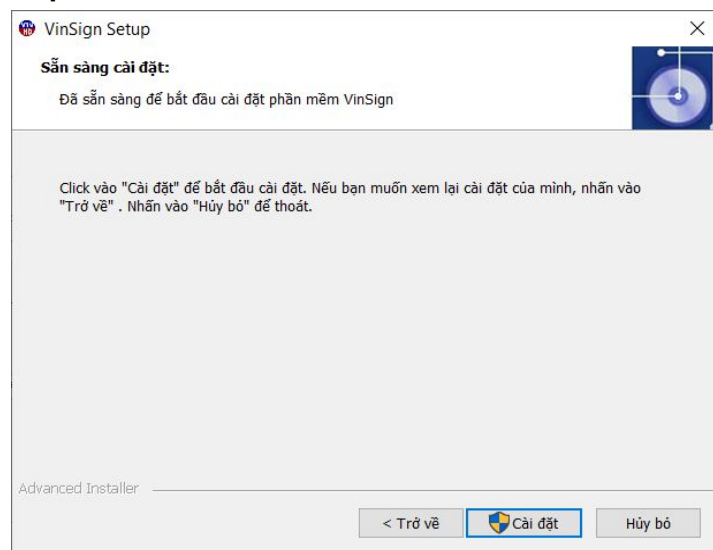 VinSign Setup
Sẵn sàng cài đặt:
Đã sẵn sàng để bắt đầu cài đặt phần mềm VinSign
Click vào "Cài đặt" để bắt đầu cài đặt. Nếu bạn muốn xem lại cài đặt của mình, nhấn vào
"Trở về" . Nhấn vào "Hủy bỏ" để thoát.
Advanced Installer
< Trở về Cài đặt Hủy bỏ